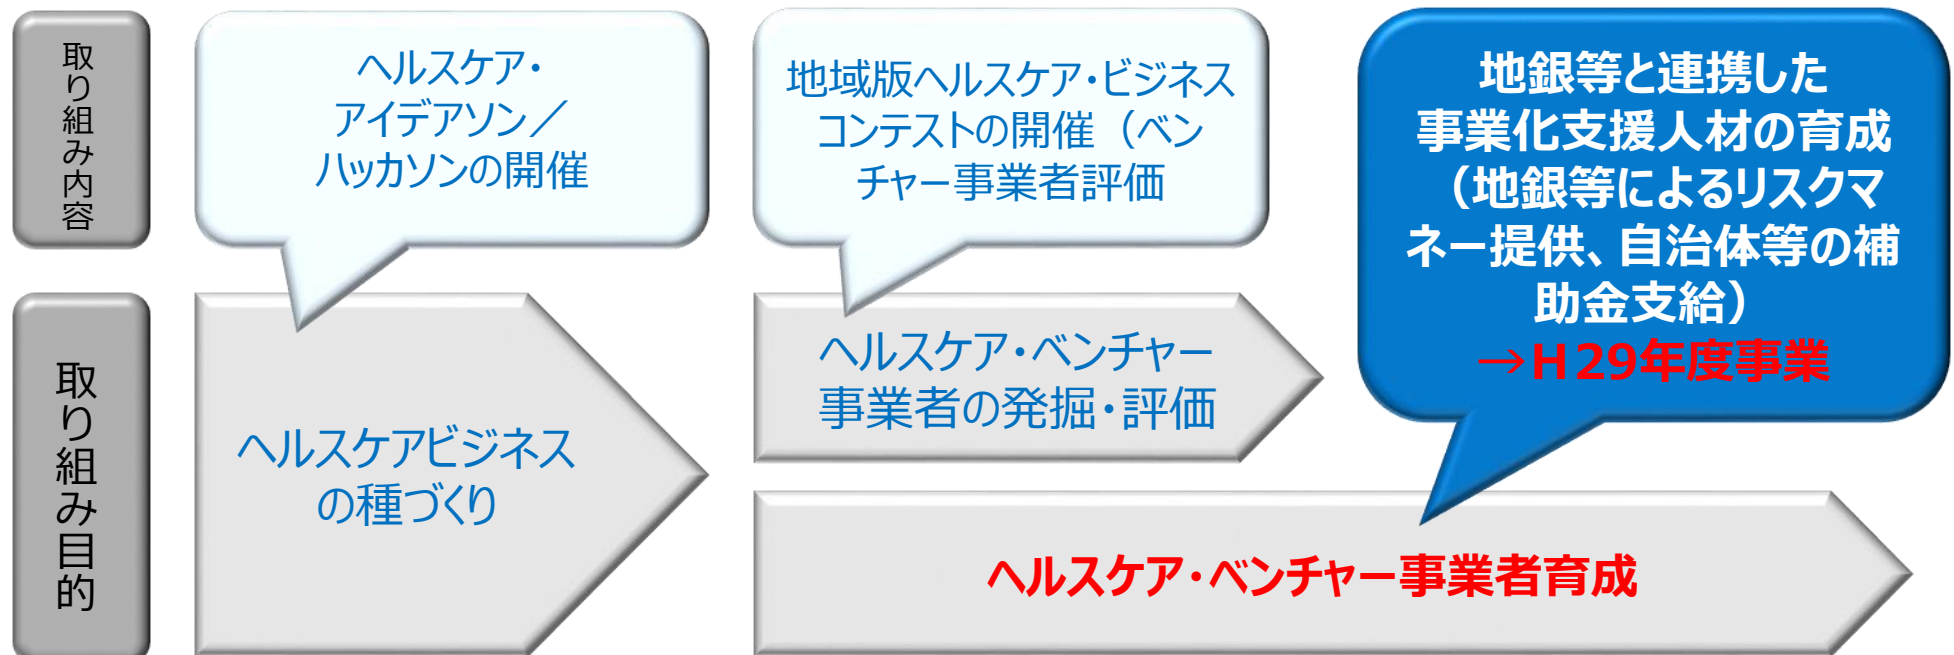 取り組み内容
ヘルスケア・
アイデアソン／
ハッカソンの開催
地域版ヘルスケア・ビジネス
コンテストの開催（ベン
チャー事業者評価
地銀等と連携した
事業化支援人材の育成
（地銀等によるリスクマ
ネー提供、自治体等の補
助金支給）
→H29年度事業
取り組み目的
ヘルスケアビジネス
の種づくり
ヘルスケア・ベンチャー
事業者の発掘・評価
ヘルスケア・ベンチャー事業者育成